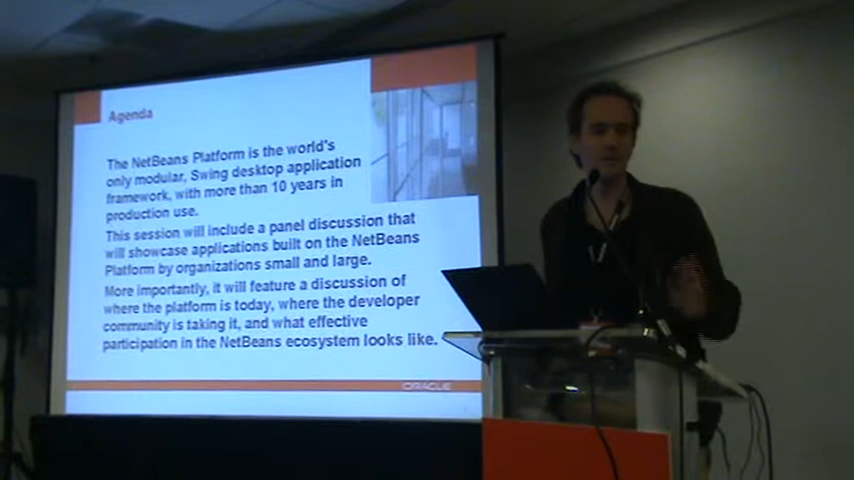 Agenda
The NetBeans Platform is the world's
only modular, Swing desktop application
framework, with more than 10 years in
production use.
This session will include a panel discussion that
will showcase applications built on the NetBeans
Platform by organizations small and large.
More importantly, it will feature a discussion of
where the platform is today, where the developer
community is taking it, and what effective
participation in the NetBeans ecosystem looks like.
ORACLE